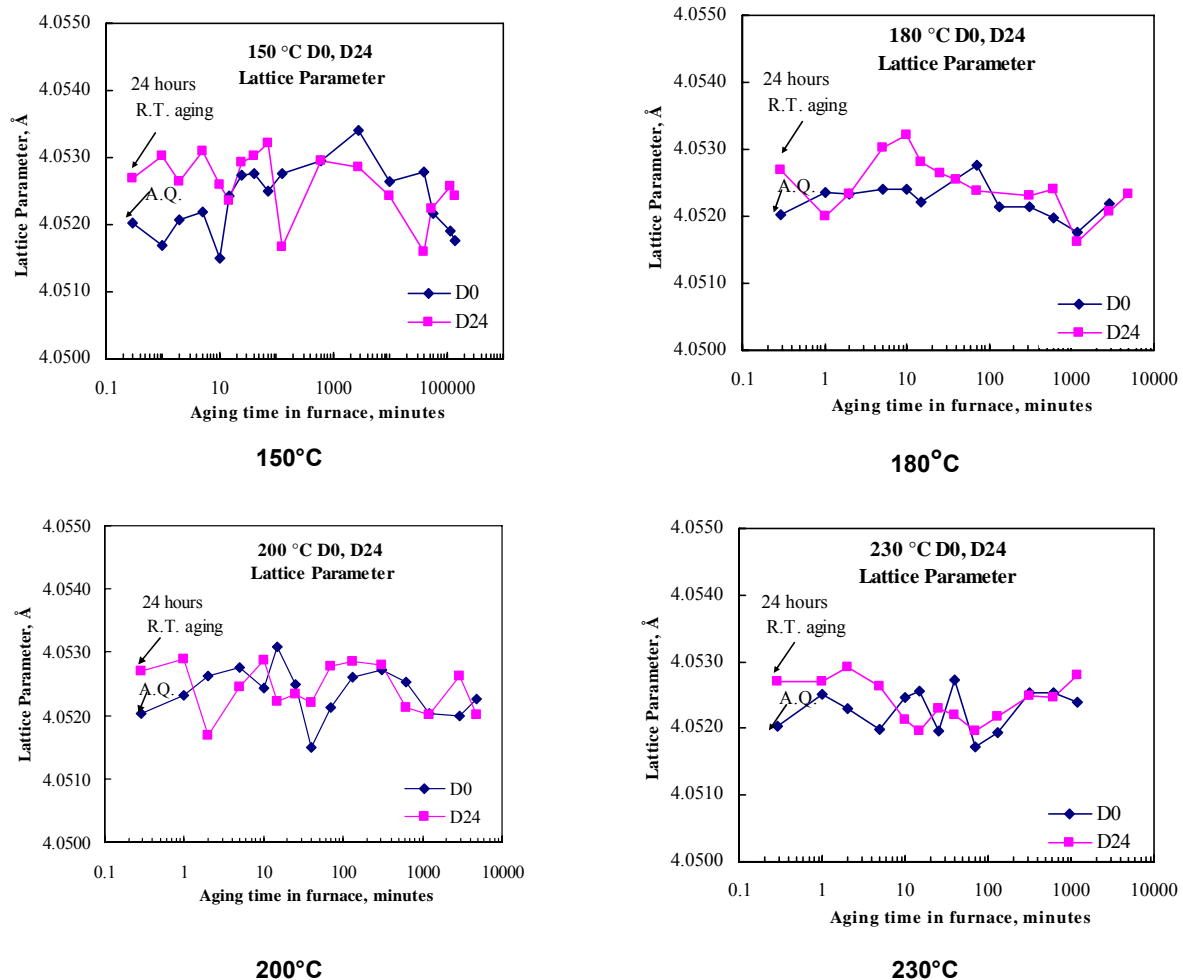 150 °C D0, D24
Lattice Parameter
4.0550
4.0540
4.0530
4.0520
4.0510
4.0500
Lattice Parameter, Å
24 hours
R.T. aging
A.Q.
D0
D24
0.1
10
1000
100000
Aging time in furnace, minutes
150°C
180 °C D0, D24
Lattice Parameter
4.0550
4.0540
4.0530
4.0520
4.0510
4.0500
Lattice Parameter, Å
24 hours
R.T. aging
A.Q.
D0
D24
0.1
1
10
100
1000
10000
Aging time in furnace, minutes
180°C
200 °C D0, D24
Lattice Parameter
4.0550
4.0540
4.0530
4.0520
4.0510
4.0500
Lattice Parameter, Å
24 hours
R.T. aging
A.Q.
D0
D24
0.1
1
10
100
1000
10000
Aging time in furnace, minutes
200°C
230 °C D0, D24
Lattice Parameter
4.0550
4.0540
4.0530
4.0520
4.0510
4.0500
Lattice Parameter, Å
24 hours
R.T. aging
A.Q.
D0
D24
0.1
1
10
100
1000
10000
Aging time in furnace, minutes
230°C